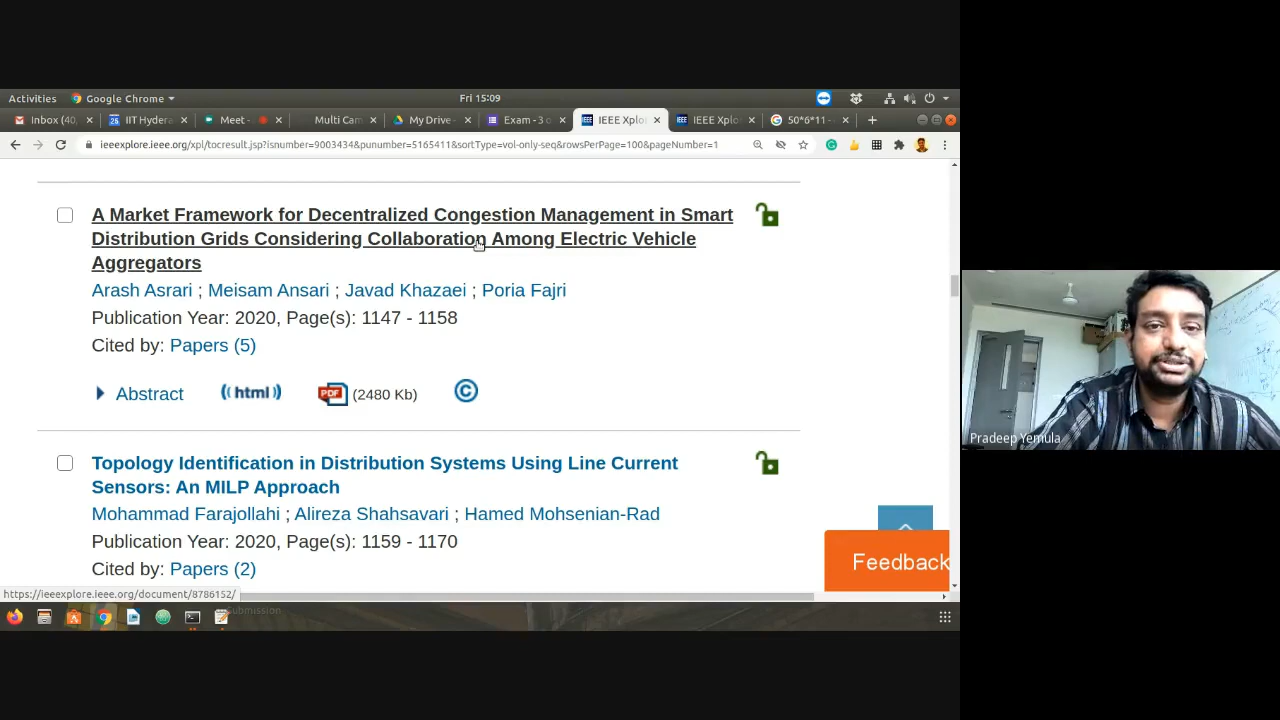 Activities
Google Chrome
Fri 15:09
Inbox (40,
IIT Hydera
Meet -
Multi Cam
My Drive -
Exam - 3 o
IEEE Xplo
IEEE Xplo
50*6*11 -
ieeexplore.ieee.org/xpl/tocresult.jsp?isnumber=9003434&punumber=5165411&sortType=vol-only-seq&rowsPerPage=100&pageNumber=1
A Market Framework for Decentralized Congestion Management in Smart
Distribution Grids Considering Collaboration Among Electric Vehicle
Aggregators
Arash Asrari ; Meisam Ansari ; Javad Khazaei ; Poria Fajri
Publication Year: 2020, Page(s): 1147 - 1158
Cited by: Papers (5)
Abstract
((html))
PDF
(2480 Kb)
©
Topology Identification in Distribution Systems Using Line Current
Sensors: An MILP Approach
Mohammad Farajollahi ; Alireza Shahsavari ; Hamed Mohsenian-Rad
Publication Year: 2020, Page(s): 1159 - 1170
Cited by: Papers (2)
Feedback
https://ieeexplore.ieee.org/document/8786152/
Submission
Pradeep Yemula